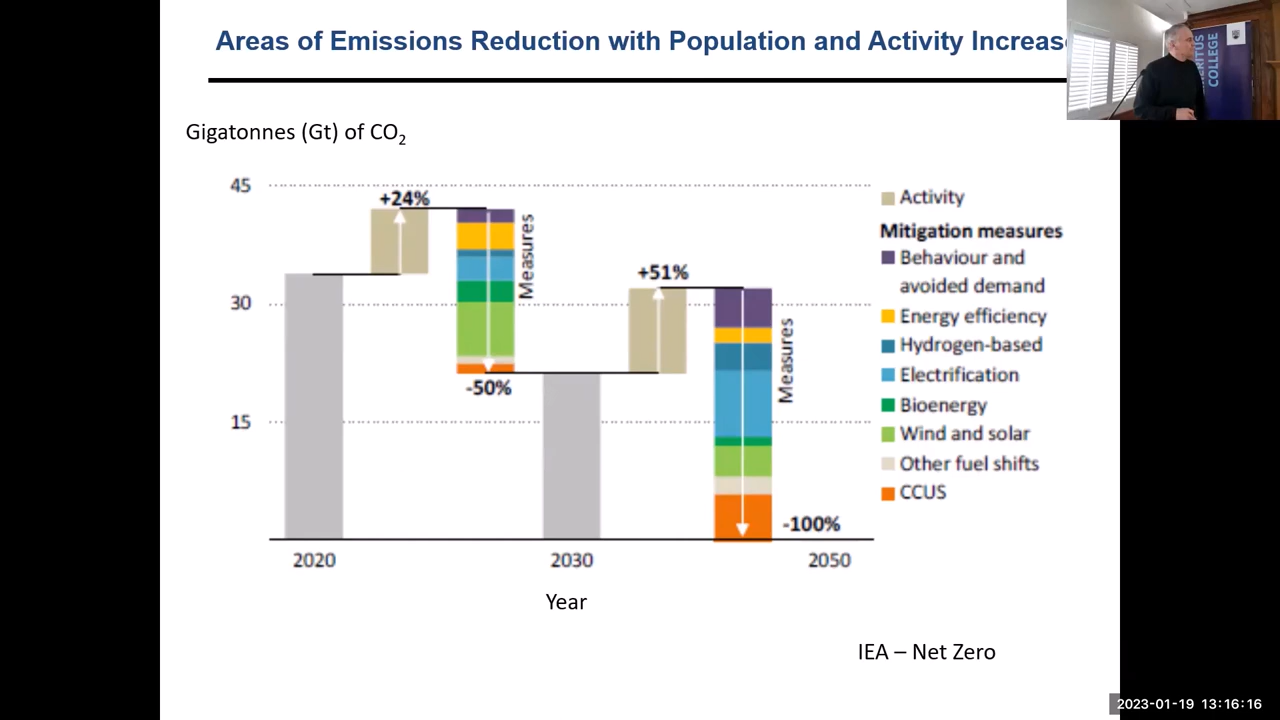 Areas of Emissions Reduction with Population and Activity Increas
COLLEGE
Gigatonnes (Gt) of CO2
45
30
15
+24%
Measures
-50%
+51%
Measures
-100%
Activity
Mitigation measures
Behaviour and
avoided demand
Energy efficiency
Hydrogen-based
Electrification
Bioenergy
Wind and solar
Other fuel shifts
CCUS
2020
2030
2050
Year
IEA – Net Zero
2023-01-19 13:16:16